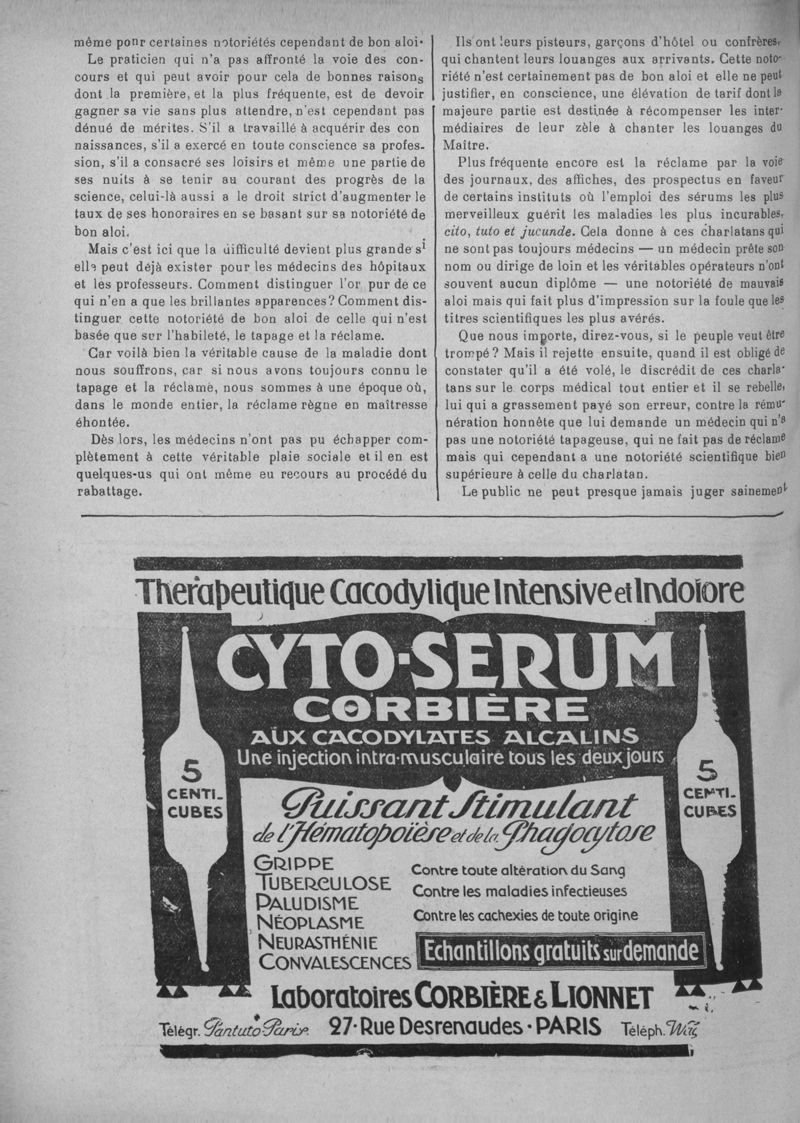 même ponr certaines notoriétés cependant de bon aloi.
Le praticien qui n'a pas affronté la voie des con-
cours et qui peut avoir pour cela de bonnes raisons
dont la première, et la plus fréquente, est de devoir
gagner sa vie sans plus attendre, n'est cependant pas
dénué de mérites. S'il a travaillé à acquérir des con
naissances, s'il a exercé en toute conscience sa profes-
sion, s'il a consacré ses loisirs et même une partie de
ses nuits à se tenir au courant des progrès de la
science, celui-là aussi a le droit strict d'augmenter le
taux de ses honoraires en se basant sur sa notoriété de
bon aloi.
Mais c'est ici que la difficulté devient plus grande si
elle peut déjà exister pour les médecins des hôpitaux
et les professeurs. Comment distinguer l'or pur de ce
qui n'en a que les brillantes apparences? Comment dis-
tinguer cette notoriété de bon aloi de celle qui n'est
basée que sur l'habileté, le tapage et la réclame.
Car voilà bien la véritable cause de la maladie dont
nous souffrons, car si nous avons toujours connu le
tapage et la réclame, nous sommes à une époque où,
dans le monde entier, la réclame règne en maîtresse
éhontée.
Dès lors, les médecins n'ont pas pu échapper com-
plètement à cette véritable plaie sociale et il en est
quelques-us qui ont même eu recours au procédé du
rabattage.
Ils ont leurs pisteurs, garçons d'hôtel ou confrères,
qui chantent leurs louanges aux arrivants. Cette noto-
riété n'est certainement pas de bon aloi et elle ne peut
justifier, en conscience, une élévation de tarif dont la
majeure partie est destinée à récompenser les inter-
médiaires de leur zèle à chanter les louanges du
Maître.
Plus fréquente encore est la réclame par la voie
des journaux, des affiches, des prospectus en faveur
de certains instituts où l'emploi des sérums les plus
merveilleux guérit les maladies les plus incurables,
cito, tuto et jucunde. Cela donne à ces charlatans qui
ne sont pas toujours médecins — un médecin prête son
nom ou dirige de loin et les véritables opérateurs n'ont
souvent aucun diplôme — une notoriété de mauvais
aloi mais qui fait plus d'impression sur la foule que les
titres scientifiques les plus avérés.
Que nous importe, direz-vous, si le peuple veut être
trompé? Mais il rejette ensuite, quand il est obligé de
constater qu'il a été volé, le discrédit de ces charla-
tans sur le corps médical tout entier et il se rebelle,
lui qui a grassement payé son erreur, contre la rému-
nération honnête que lui demande un médecin qui n'a
pas une notoriété tapageuse, qui ne fait pas de réclame
mais qui cependant a une notoriété scientifique bien
supérieure à celle du charlatan.
Le public ne peut presque jamais juger sainement
Thérapeutique Cacodylique Intensive et Indolore
CYTO-SERUM
CORBIÈRE
AUX CACODYLATES ALCALINS
Une injection intra-musculaire tous les deux jours
5
CENTI-
CUBES
5
CENTI-
CUBES
Puissant Stimulant
de l'Hématopoïèse et de la Phagocytose
GRIPPE
TUBERCULOSE
PALUDISME
NÉOPLASME
NEURASTHÉNIE
CONVALESCENCES
Contre toute altération du Sang
Contre les maladies infectieuses
Contre les cachexies de toute origine
Echantillons gratuits sur demande
Laboratoires CORBIÈRE & LIONNET
Télégr. Pantuto-Paris. 27·Rue Desrenaudes·PARIS Téléph. Wag